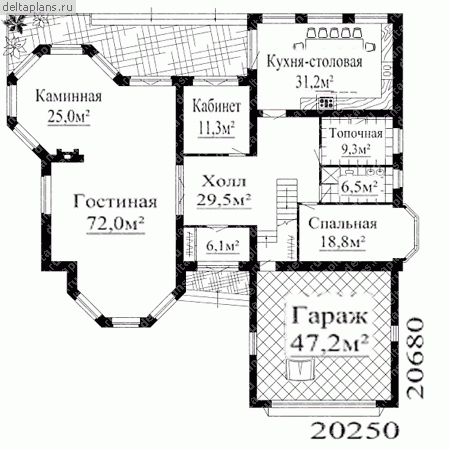 deltaplans.ru
Кухня-столовая
31,2м²
Каминная
25,0м²
Кабинет
11,3м²
Топочная
9,3м²
Холл
29,5м²
6,5м²
Гостиная
72,0м²
Спальная
18,8м²
6,1м²
Гараж
47,2м²
20680
20250